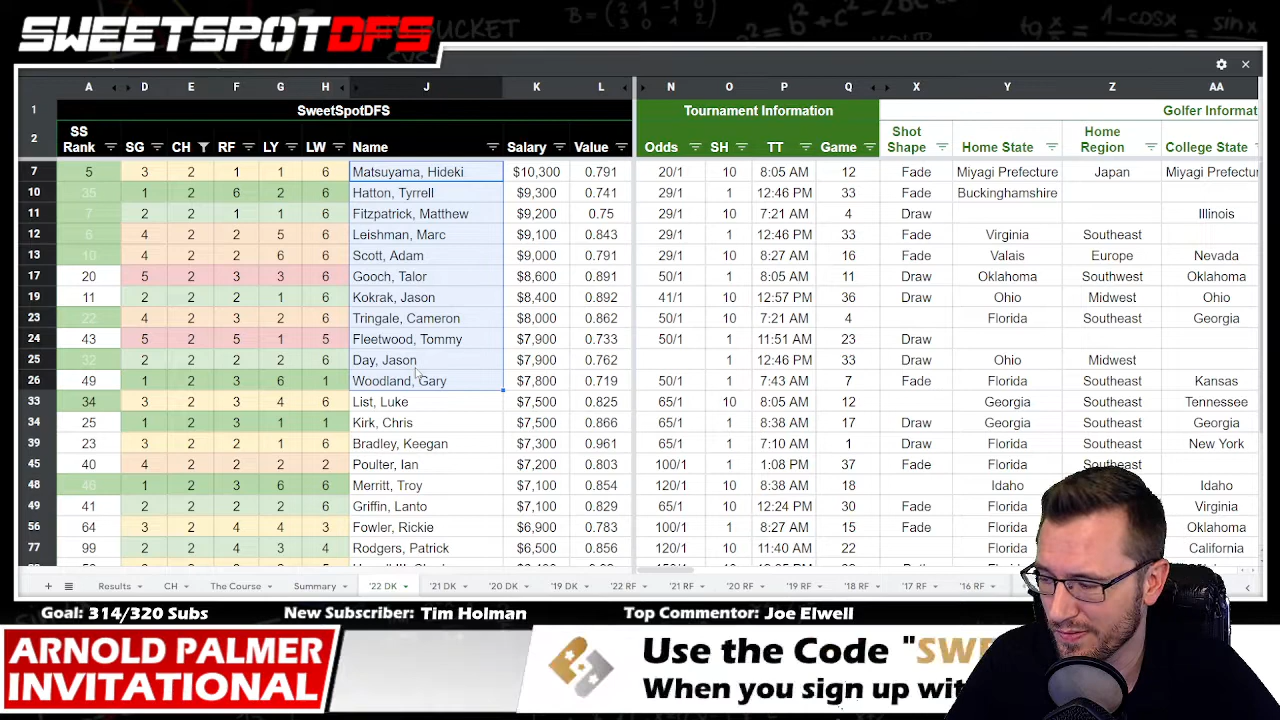 SWEETSPOTDFS
A D E F G H J K L N O P Q X Y Z AA
1 SweetSpotDFS Tournament Information Golfer Informat
2 SS Rank SG CH RF LY LW Name Salary Value Odds SH TT Game Shot Shape Home State Home Region College State
7 5 3 2 1 1 6 Matsuyama, Hideki $10,300 0.791 20/1 1 8:05 AM 12 Fade Miyagi Prefecture Japan Miyagi Prefectur
10 35 1 2 6 2 6 Hatton, Tyrrell $9,300 0.741 29/1 1 12:46 PM 33 Fade Buckinghamshire
11 7 2 2 1 1 6 Fitzpatrick, Matthew $9,200 0.75 29/1 10 7:21 AM 4 Draw Illinois
12 6 4 2 2 5 6 Leishman, Marc $9,100 0.843 29/1 1 12:46 PM 33 Fade Virginia Southeast
13 10 4 2 2 6 6 Scott, Adam $9,000 0.791 29/1 10 8:27 AM 16 Fade Valais Europe Nevada
17 20 5 2 3 3 6 Gooch, Talor $8,600 0.891 50/1 1 8:05 AM 11 Draw Oklahoma Southwest Oklahoma
19 11 2 2 2 1 6 Kokrak, Jason $8,400 0.892 41/1 1 12:57 PM 36 Draw Ohio Midwest Ohio
23 22 4 2 3 2 6 Tringale, Cameron $8,000 0.862 50/1 10 7:21 AM 4 Florida Southeast Georgia
24 43 5 2 5 1 5 Fleetwood, Tommy $7,900 0.733 50/1 1 11:51 AM 23 Draw
25 32 2 2 2 2 6 Day, Jason $7,900 0.762 12:46 PM 33 Draw Ohio Midwest
26 49 1 2 3 6 1 Woodland, Gary $7,800 0.719 50/1 1 7:43 AM 7 Fade Florida Southeast Kansas
33 34 2 3 4 6 List, Luke $7,500 0.825 65/1 1 8:05 AM 12 Georgia Southeast Tennessee
34 25 1 2 3 1 1 Kirk, Chris $7,500 0.866 65/1 1 8:38 AM 17 Draw Georgia Southeast Georgia
39 23 3 2 2 1 6 Bradley, Keegan $7,300 0.961 65/1 1 7:10 AM 1 Draw Florida Southeast New York
45 40 4 2 2 2 2 Poulter, Ian $7,200 0.803 100/1 1 1:08 PM 37 Fade Florida Southeast
48 46 1 2 3 6 6 Merritt, Troy $7,100 0.854 120/1 10 8:38 AM 18 Idaho Idaho
49 41 2 2 2 2 6 Griffin, Lanto $7,100 0.829 65/1 1 12:24 PM 30 Fade Florida Virginia
56 64 3 2 4 4 3 Fowler, Rickie $6,900 0.783 100/1 1 8:27 AM 15 Fade Florida Oklahoma
77 99 2 2 4 3 4 Rodgers, Patrick $6,500 0.856 120/1 10 11:40 AM 22 Florida California
+ Results CH The Course Summary '22 DK '21 DK '20 DK '19 DK '22 RF '21 RF '20 RF '19 RF '18 RF '17 RF '16 RF
Goal: 314/320 Subs New Subscriber: Tim Holman Top Commentor: Joe Elwell
ARNOLD PALMER
INVITATIONAL
Use the Code "SWE
When you sign up wit